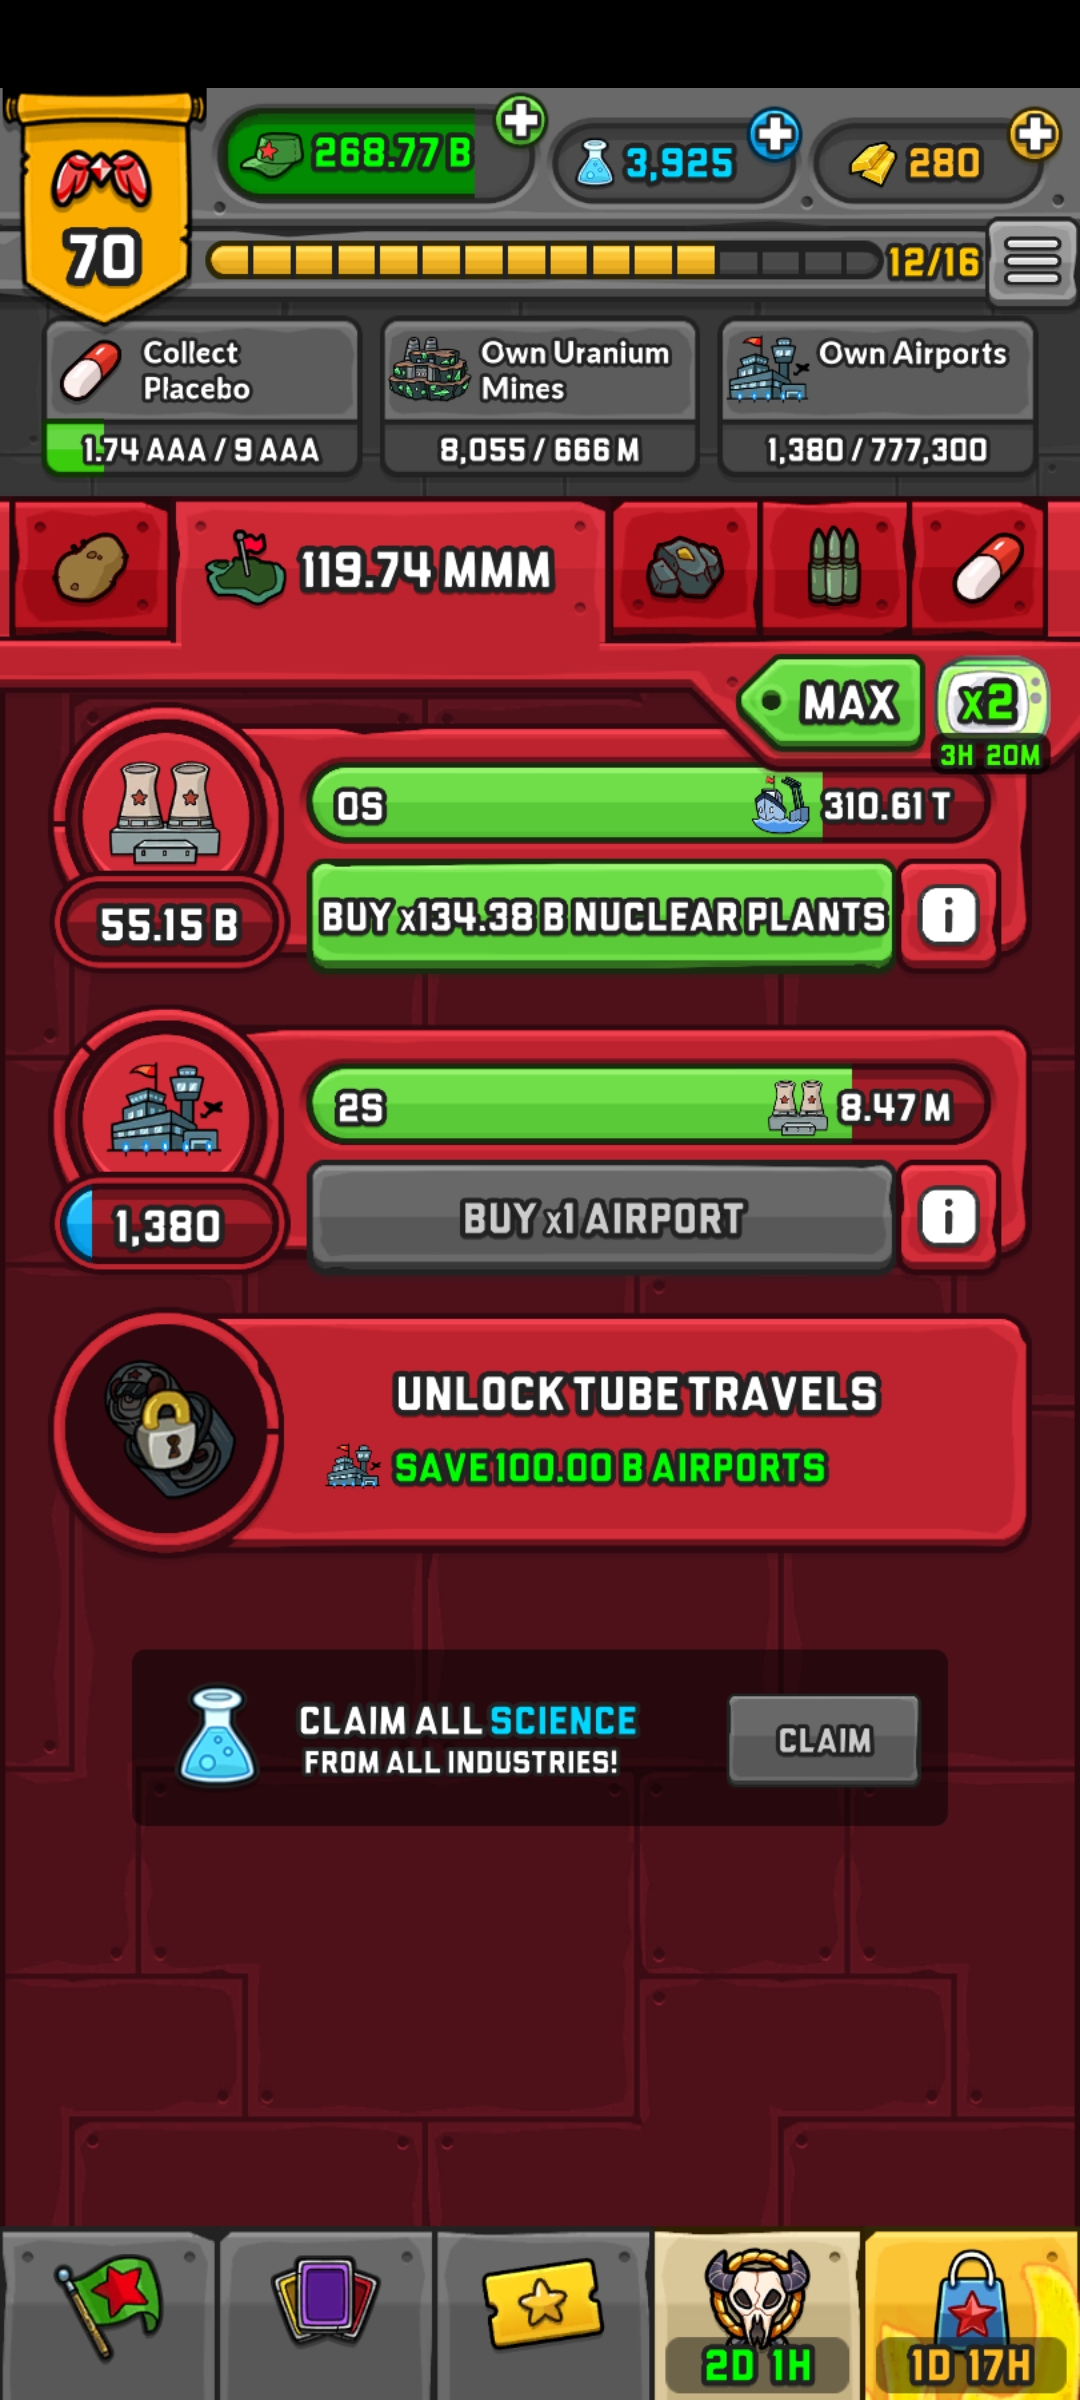 268.77 B
3,925
280
70
12/16
Collect
Placebo
1.74 AAA / 9 AAA
Own Uranium
Mines
8,055 / 666 M
Own Airports
1,380 / 777,300
119.74 MMM
MAX
x2
3H 20M
0S
310.61 T
55.15 B
BUY x134.38 B NUCLEAR PLANTS
i
2S
8.47 M
1,380
BUY x1 AIRPORT
i
UNLOCK TUBE TRAVELS
SAVE 100.00 B AIRPORTS
CLAIM ALL SCIENCE
FROM ALL INDUSTRIES!
CLAIM
2D 1H
1D 17H